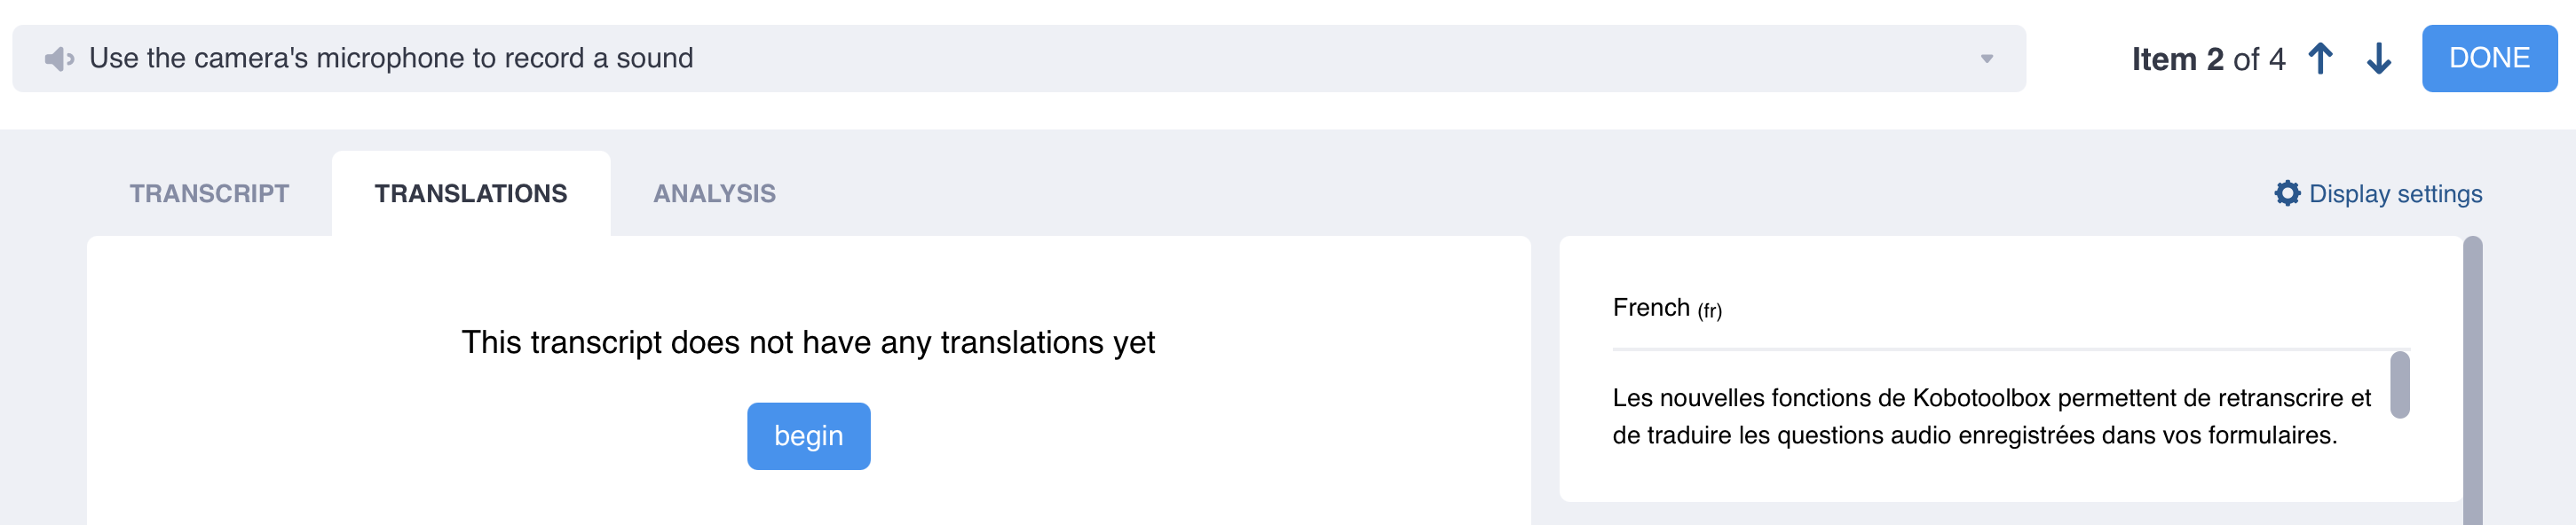 Use the camera's microphone to record a sound
Item 2 of 4
DONE
TRANSCRIPT
TRANSLATIONS
ANALYSIS
Display settings
This transcript does not have any translations yet
begin
French (fr)
Les nouvelles fonctions de Kobotoolbox permettent de retranscrire et
de traduire les questions audio enregistrées dans vos formulaires.